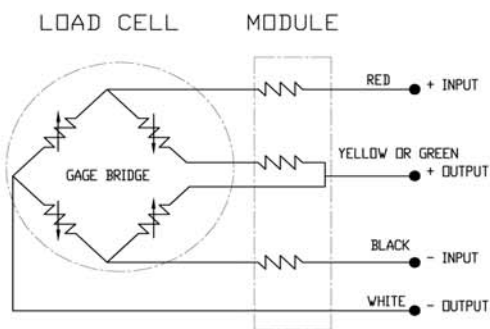 LOAD CELL MODULE
RED + INPUT
YELLOW OR GREEN
+ OUTPUT
GAGE BRIDGE
BLACK - INPUT
WHITE - OUTPUT